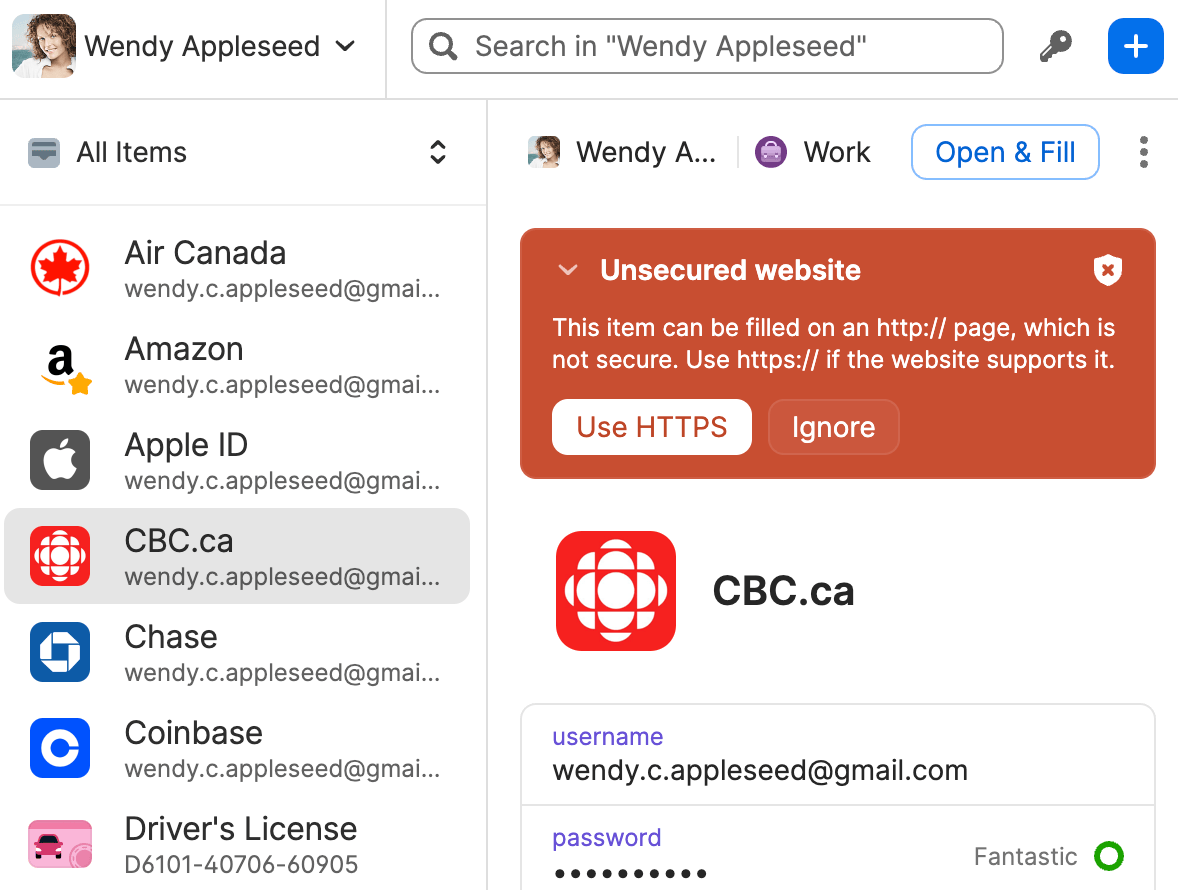 Wendy Appleseed
Search in "Wendy Appleseed"
All Items
Air Canada
wendy.c.appleseed@gmai...
Amazon
wendy.c.appleseed@gmai...
Apple ID
wendy.c.appleseed@gmai...
CBC.ca
wendy.c.appleseed@gmai...
Chase
wendy.c.appleseed@gmai...
Coinbase
wendy.c.appleseed@gmai...
Driver's License
D6101-40706-60905
Wendy A... Work Open & Fill
Unsecured website
This item can be filled on an http:// page, which is
not secure. Use https:// if the website supports it.
Use HTTPS Ignore
CBC.ca
username
wendy.c.appleseed@gmail.com
password
•••••••••• Fantastic